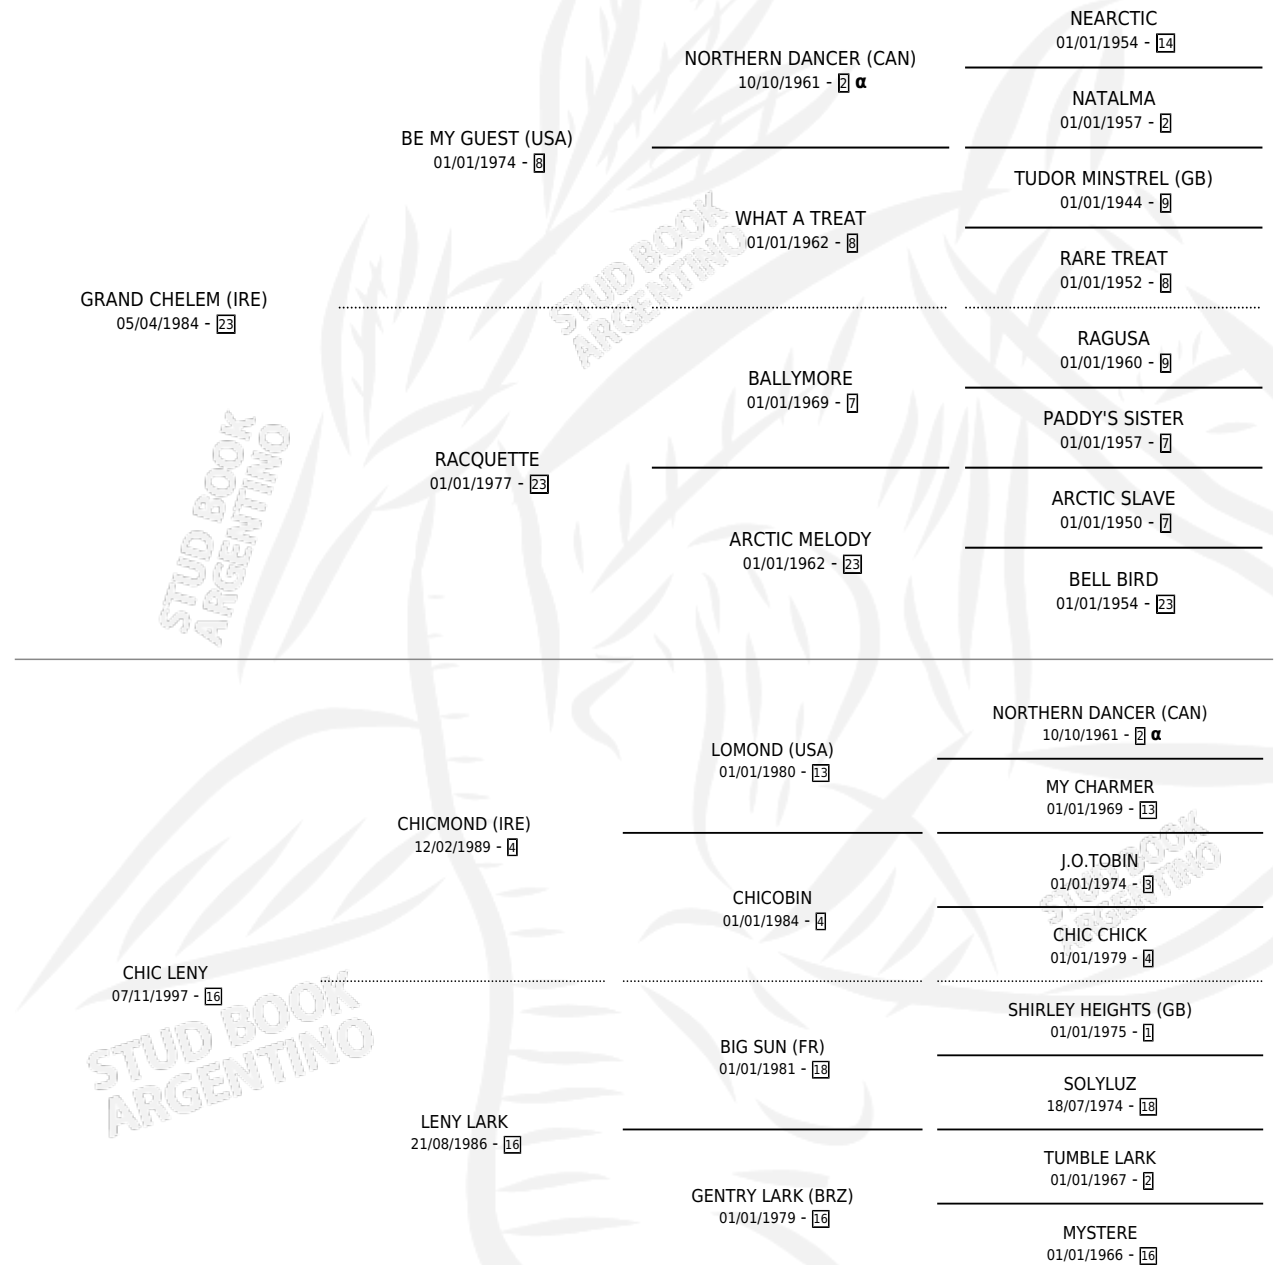 GRAND CHELEM (IRE)
05/04/1984 - 23
BE MY GUEST (USA)
01/01/1974 - 8
NORTHERN DANCER (CAN)
10/10/1961 - 2 α
NEARCTIC
01/01/1954 - 14
NATALMA
01/01/1957 - 2
WHAT A TREAT
01/01/1962 - 8
TUDOR MINSTREL (GB)
01/01/1944 - 9
RARE TREAT
01/01/1952 - 8
RACQUETTE
01/01/1977 - 23
BALLYMORE
01/01/1969 - 7
RAGUSA
01/01/1960 - 9
PADDY'S SISTER
01/01/1957 - 7
ARCTIC MELODY
01/01/1962 - 23
ARCTIC SLAVE
01/01/1950 - 7
BELL BIRD
01/01/1954 - 23
CHIC LENY
07/11/1997 - 16
CHICMOND (IRE)
12/02/1989 - 4
LOMOND (USA)
01/01/1980 - 13
NORTHERN DANCER (CAN)
10/10/1961 - 2 α
MY CHARMER
01/01/1969 - 13
CHICOBIN
01/01/1984 - 4
J.O.TOBIN
01/01/1974 - 3
CHIC CHICK
01/01/1979 - 4
LENY LARK
21/08/1986 - 16
BIG SUN (FR)
01/01/1981 - 18
SHIRLEY HEIGHTS (GB)
01/01/1975 - 1
SOLYLUZ
18/07/1974 - 18
GENTRY LARK (BRZ)
01/01/1979 - 16
TUMBLE LARK
01/01/1967 - 2
MYSTERE
01/01/1966 - 16
STUD BOOK
ARGENTINO
STUD BOOK
ARGENTINO
STUD BOOK
ARGENTINO
STUD BOOK
ARGENTINO